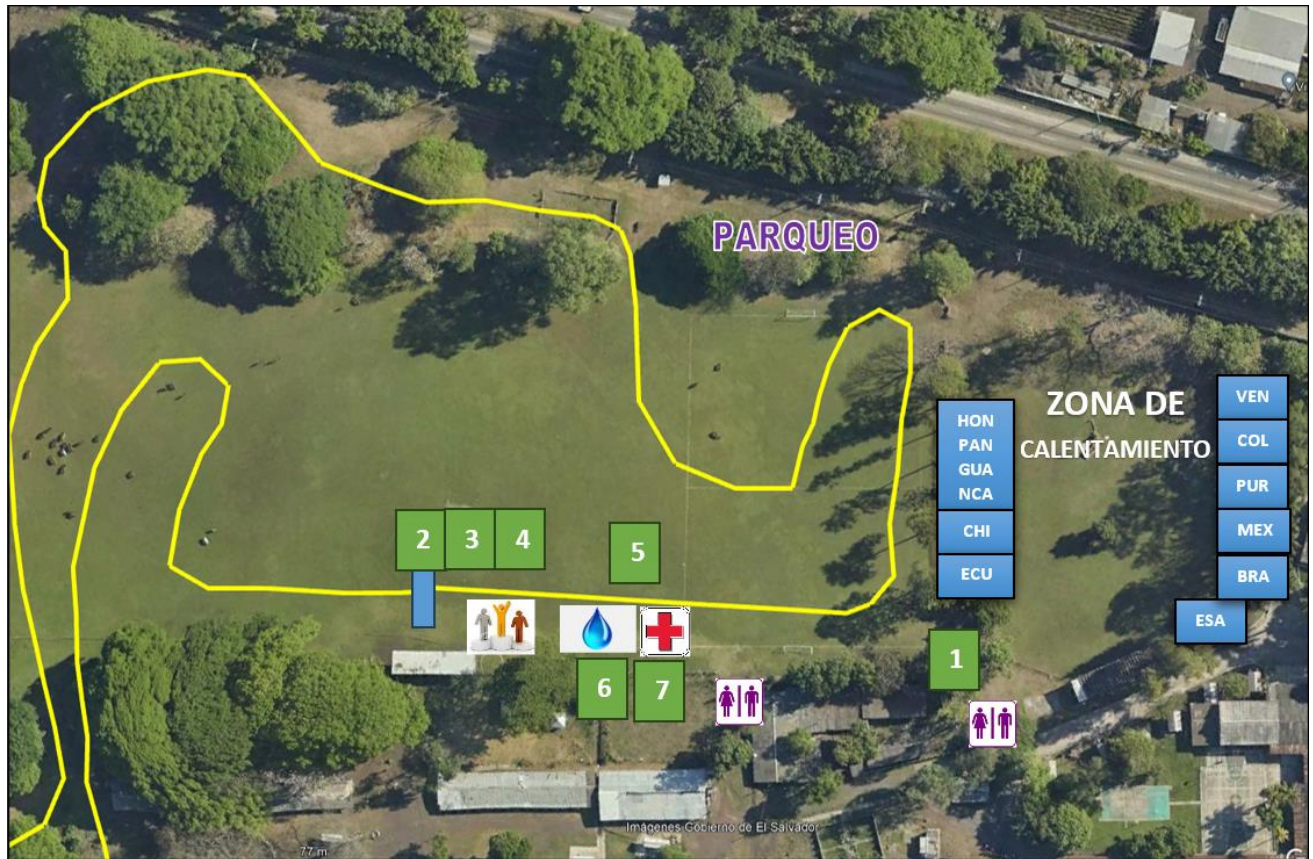 PARQUEO
ZONA DE
CALENTAMIENTO
HON
PAN
GUA
NCA
CHI
ECU
VEN
COL
PUR
MEX
BRA
ESA
2
3
4
5
1
6
7
Imágenes Gobierno de El Salvador
77 m